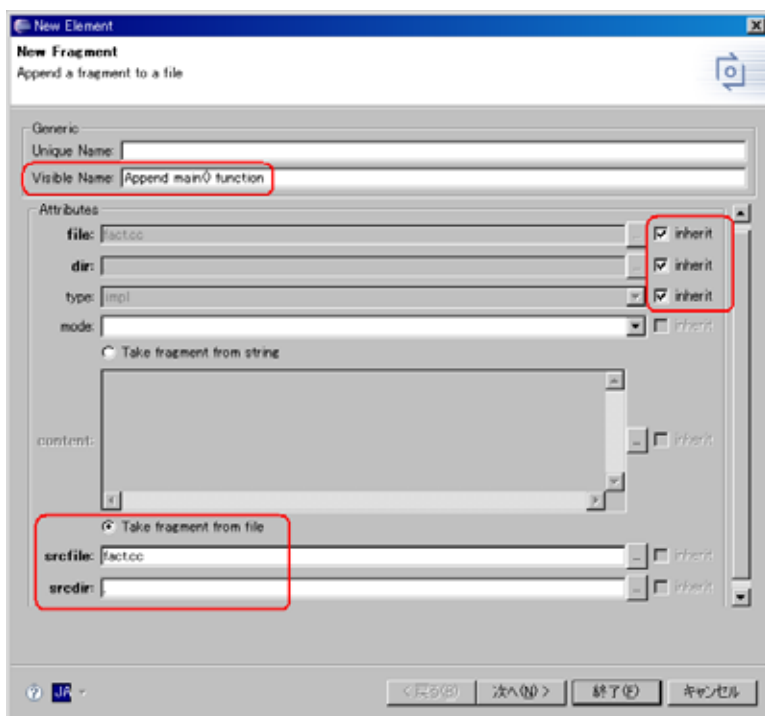 New Element
New Fragment
Append a fragment to a file
Generic
Unique Name:
Visible Name: Append main() function
Attributes
file: fact.cc ... inherit
dir: ... inherit
type: impl inherit
mode: inherit
Take fragment from string
content: ... inherit
Take fragment from file
srcfile: fact.cc ... inherit
srcdir: . ... inherit
? JA < 戻る(B) 次へ(N) > 終了(F) キャンセル